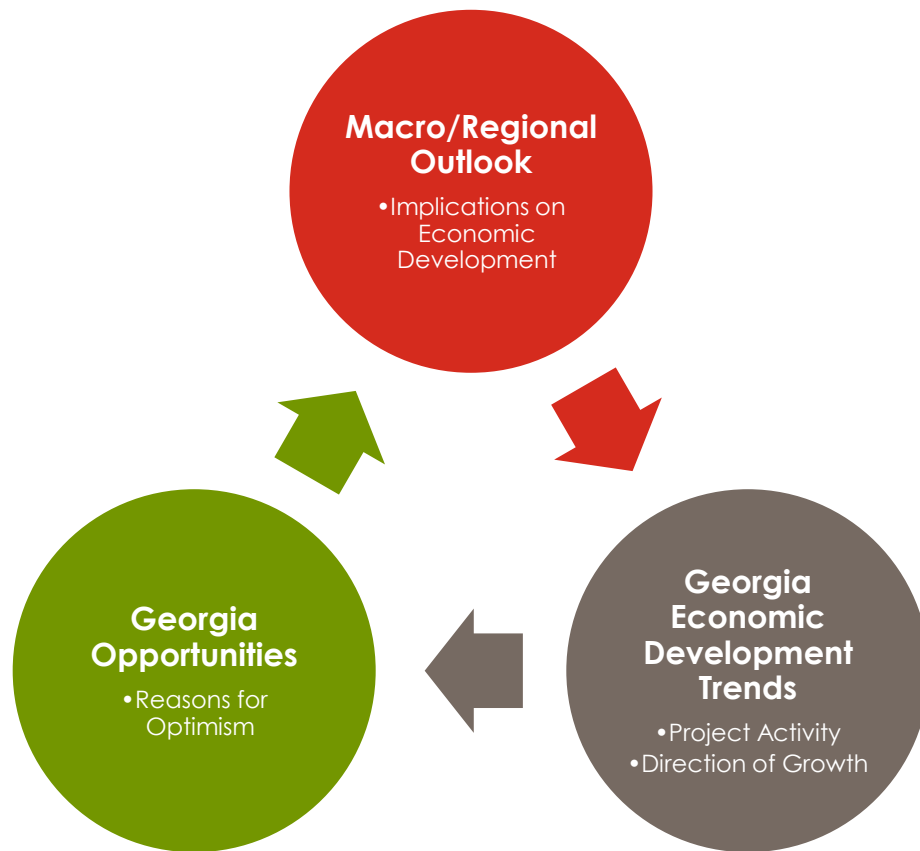 Macro/Regional
Outlook
•Implications on
Economic
Development
Georgia
Economic
Development
Trends
•Project Activity
•Direction of Growth
Georgia
Opportunities
•Reasons for
Optimism